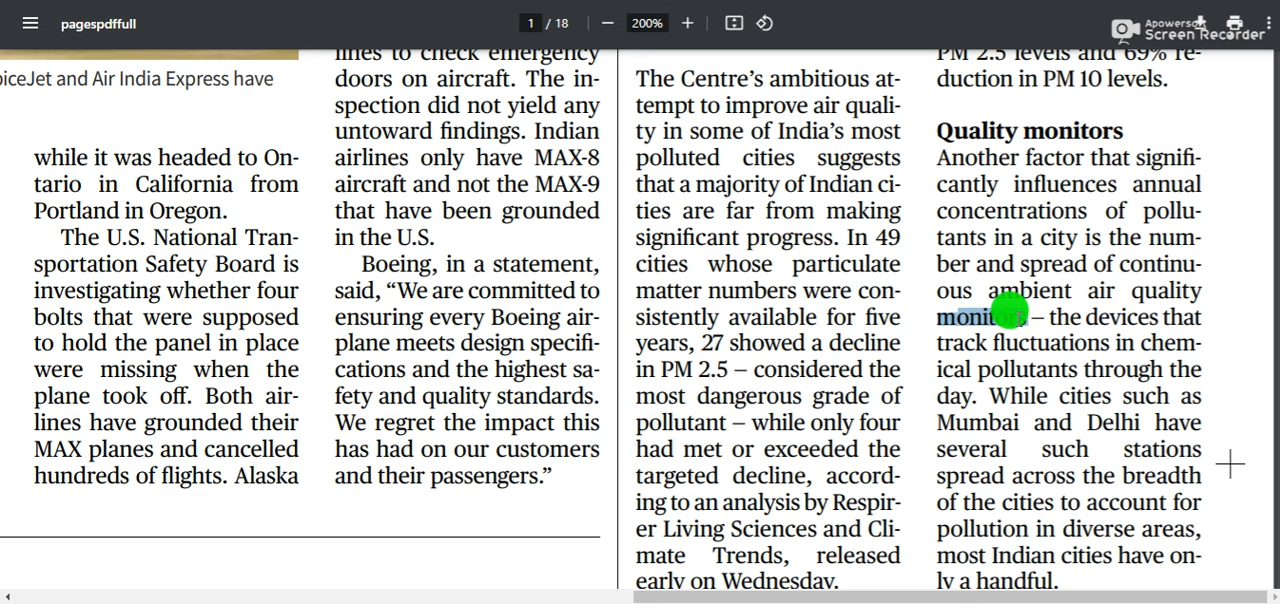 pagespdffull
1 / 18
200%
Apowersoft
Screen Recorder
piceJet and Air India Express have
while it was headed to On-
tario in California from
Portland in Oregon.
The U.S. National Tran-
sportation Safety Board is
investigating whether four
bolts that were supposed
to hold the panel in place
were missing when the
plane took off. Both air-
lines have grounded their
MAX planes and cancelled
hundreds of flights. Alaska
lines to check emergency
doors on aircraft. The in-
spection did not yield any
untoward findings. Indian
airlines only have MAX-8
aircraft and not the MAX-9
that have been grounded
in the U.S.
Boeing, in a statement,
said, “We are committed to
ensuring every Boeing air-
plane meets design specifi-
cations and the highest sa-
fety and quality standards.
We regret the impact this
has had on our customers
and their passengers.”
The Centre’s ambitious at-
tempt to improve air quali-
ty in some of India’s most
polluted cities suggests
that a majority of Indian ci-
ties are far from making
significant progress. In 49
cities whose particulate
matter numbers were con-
sistently available for five
years, 27 showed a decline
in PM 2.5 – considered the
most dangerous grade of
pollutant – while only four
had met or exceeded the
targeted decline, accord-
ing to an analysis by Respir-
er Living Sciences and Cli-
mate Trends, released
early on Wednesday.
PM 2.5 levels and 69% re-
duction in PM 10 levels.
Quality monitors
Another factor that signifi-
cantly influences annual
concentrations of pollu-
tants in a city is the num-
ber and spread of continu-
ous ambient air quality
monitors – the devices that
track fluctuations in chem-
ical pollutants through the
day. While cities such as
Mumbai and Delhi have
several such stations
spread across the breadth
of the cities to account for
pollution in diverse areas,
most Indian cities have on-
ly a handful.